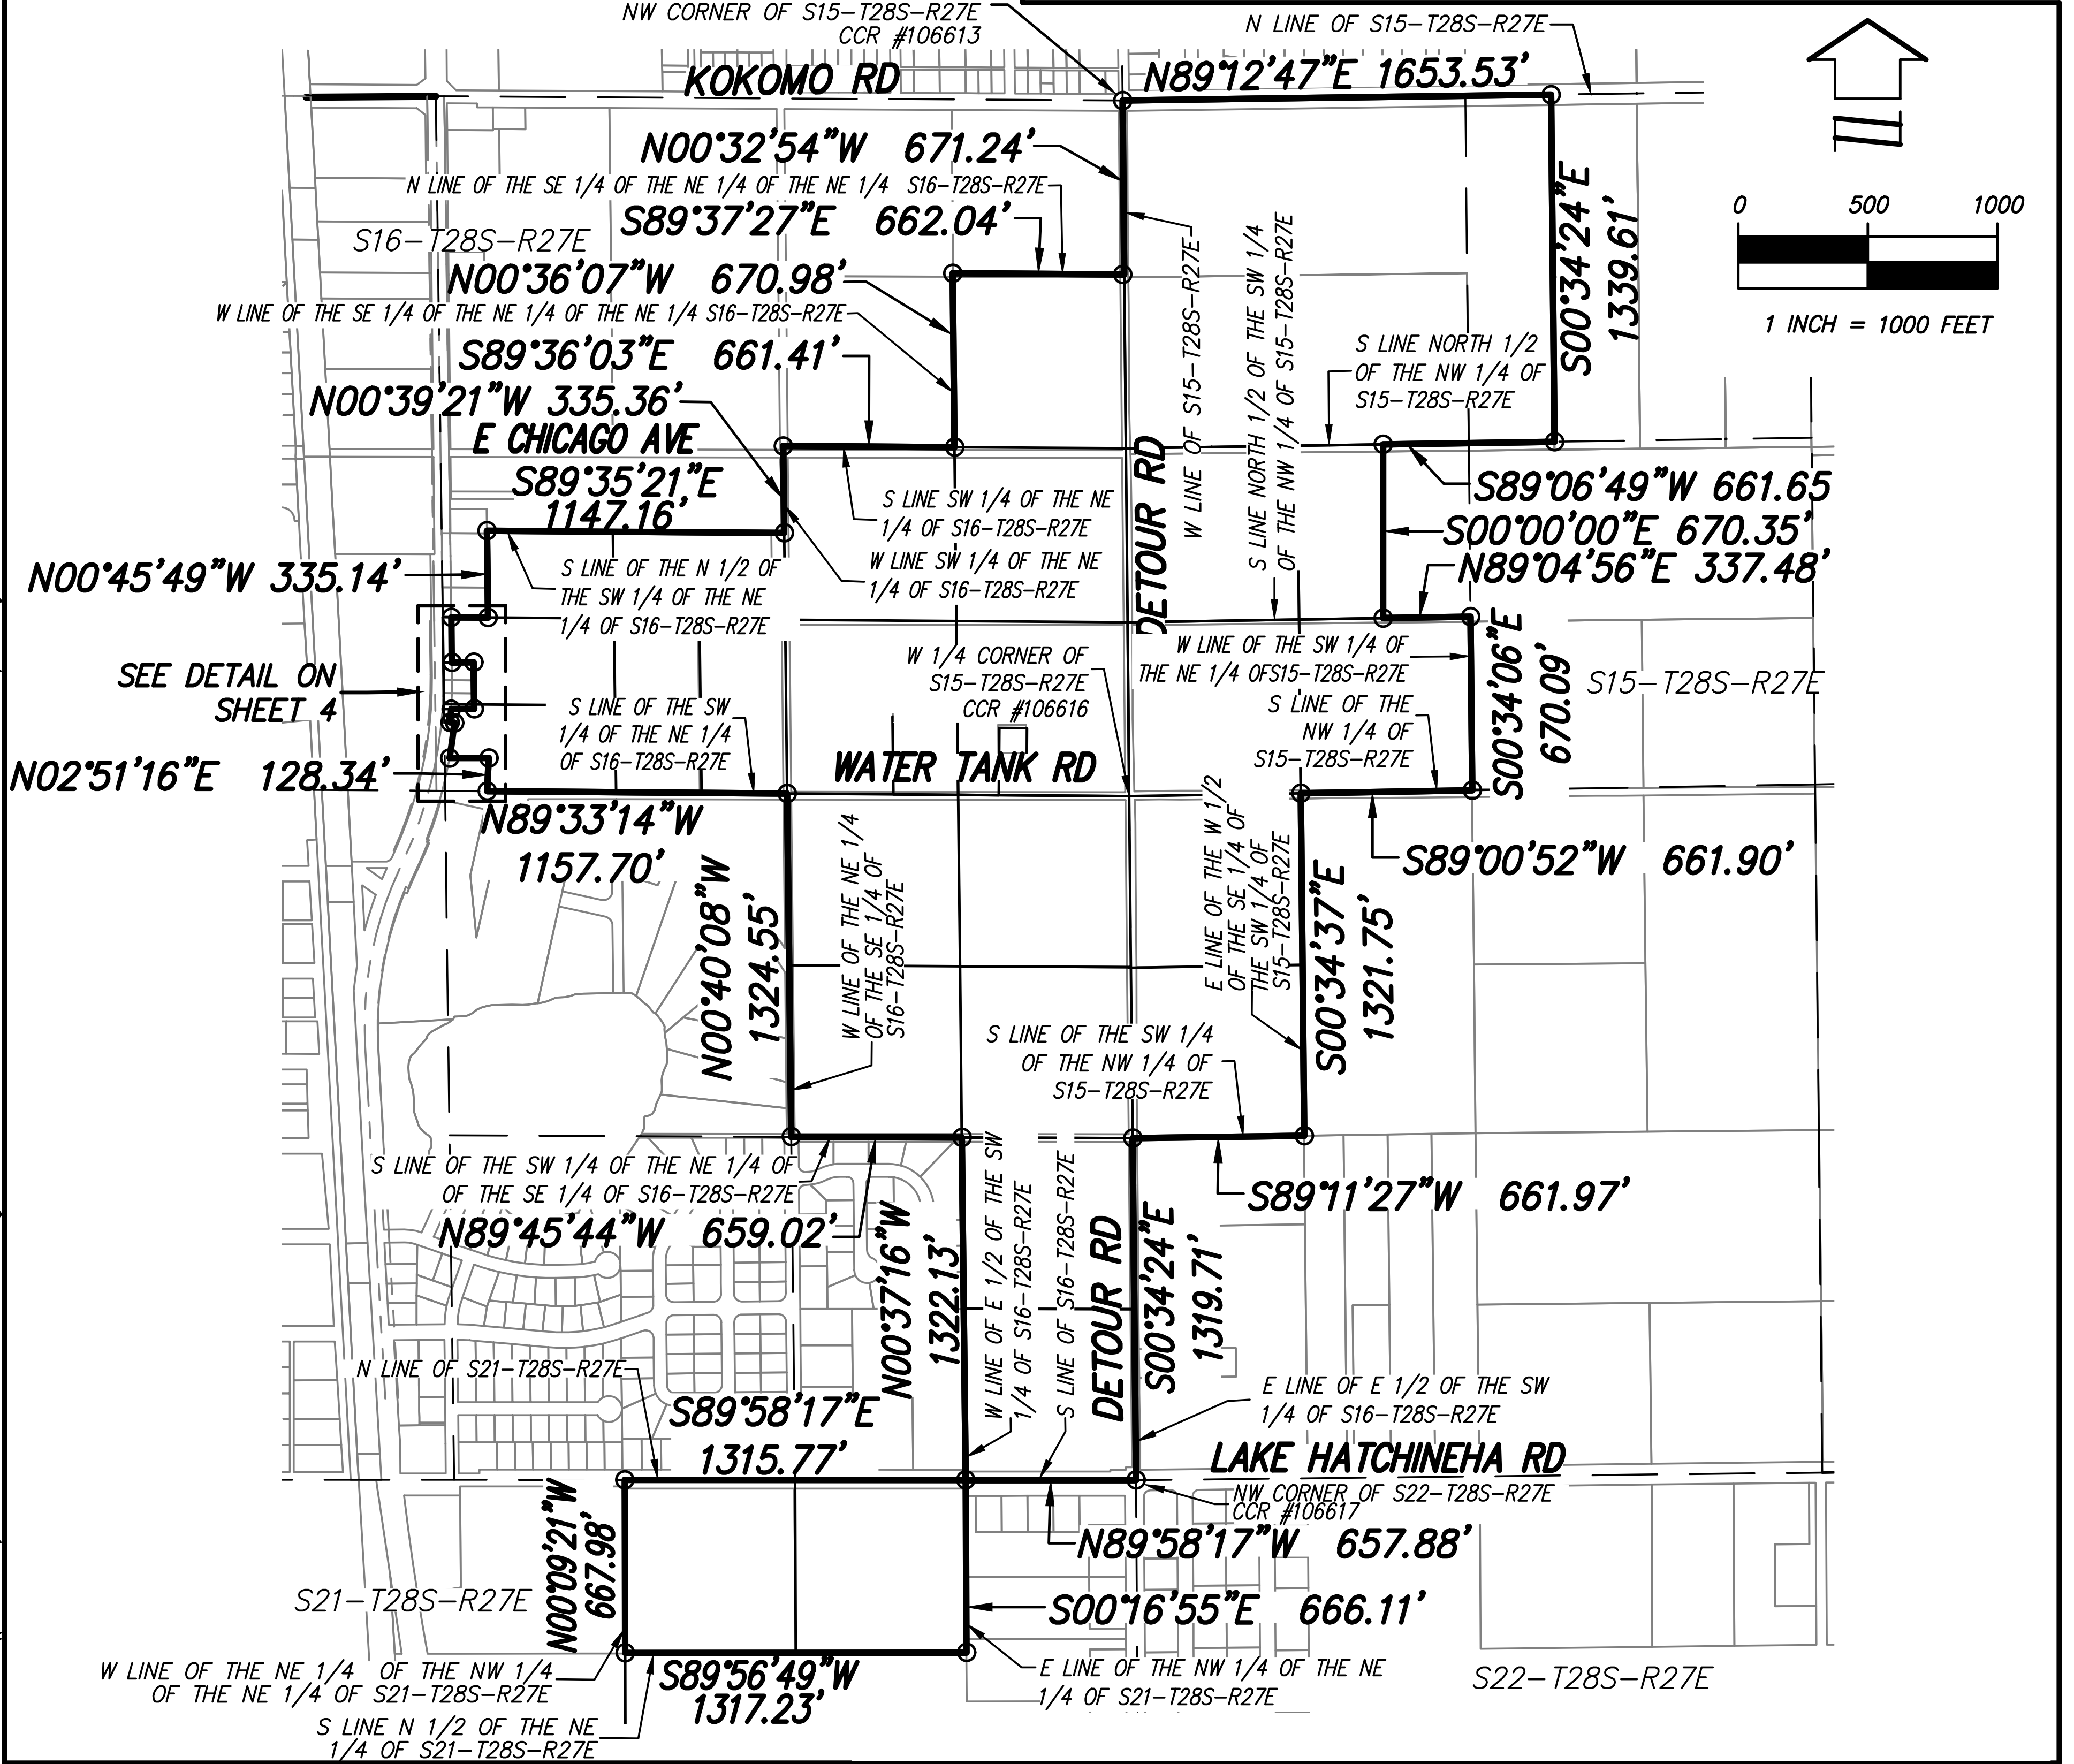 NW CORNER OF S15-T28S-R27E
CCR #106613
N LINE OF S15-T28S-R27E
KOKOMO RD
N89°12'47"E 1653.53'
N00°32'54"W 671.24'
N LINE OF THE SE 1/4 OF THE NE 1/4 OF THE NE 1/4 S16-T28S-R27E
S89°37'27"E 662.04'
S16-T28S-R27E
N00°36'07"W 670.98'
W LINE OF THE SE 1/4 OF THE NE 1/4 OF THE NE 1/4 S16-T28S-R27E
S89°36'03"E 661.41'
N00°39'21"W 335.36'
E CHICAGO AVE
S89°35'21"E
1147.16'
W LINE OF S15-T28S-R27E
S LINE NORTH 1/2 OF THE SW 1/4
OF THE NW 1/4 OF S15-T28S-R27E
S00°34'24"E
1339.61'
0 500 1000
1 INCH = 1000 FEET
S LINE NORTH 1/2
OF THE NW 1/4 OF
S15-T28S-R27E
DETOUR RD
S89°06'49"W 661.65
S00°00'00"E 670.35'
N89°04'56"E 337.48'
S LINE SW 1/4 OF THE NE
1/4 OF S16-T28S-R27E
W LINE SW 1/4 OF THE NE
1/4 OF S16-T28S-R27E
N00°45'49"W 335.14'
S LINE OF THE N 1/2 OF
THE SW 1/4 OF THE NE
1/4 OF S16-T28S-R27E
SEE DETAIL ON
SHEET 4
W 1/4 CORNER OF
S15-T28S-R27E
CCR #106616
W LINE OF THE SW 1/4 OF
THE NE 1/4 OFS15-T28S-R27E
S00°34'06"E
670.09'
S15-T28S-R27E
S LINE OF THE SW
1/4 OF THE NE 1/4
OF S16-T28S-R27E
S LINE OF THE
NW 1/4 OF
S15-T28S-R27E
WATER TANK RD
N02°51'16"E 128.34'
N89°33'14"W
1157.70'
S89°00'52"W 661.90'
N00°40'08"W
1324.55'
W LINE OF THE NE 1/4
OF THE SE 1/4 OF
S16-T28S-R27E
E LINE OF THE W 1/2
OF THE SE 1/4 OF
THE SW 1/4 OF
S15-T28S-R27E
S00°34'37"E
1321.75'
S LINE OF THE SW 1/4
OF THE NW 1/4 OF
S15-T28S-R27E
S LINE OF THE SW 1/4 OF THE NE 1/4 OF
OF THE SE 1/4 OF S16-T28S-R27E
N89°45'44"W 659.02'
S89°11'27"W 661.97'
N00°37'16"W
1322.13'
W LINE OF E 1/2 OF THE SW
1/4 OF S16-T28S-R27E
S LINE OF S16-T28S-R27E
DETOUR RD
S00°34'24"E
1319.71'
N LINE OF S21-T28S-R27E
E LINE OF E 1/2 OF THE SW
1/4 OF S16-T28S-R27E
S89°58'17"E
1315.77'
LAKE HATCHINEHA RD
NW CORNER OF S22-T28S-R27E
CCR #106617
N89°58'17"W 657.88'
N00°09'21"W
667.98'
S21-T28S-R27E
S00°16'55"E 666.11'
W LINE OF THE NE 1/4 OF THE NW 1/4
OF THE NE 1/4 OF S21-T28S-R27E
S89°56'49"W
1317.23'
E LINE OF THE NW 1/4 OF THE NE
1/4 OF S21-T28S-R27E
S22-T28S-R27E
S LINE N 1/2 OF THE NE
1/4 OF S21-T28S-R27E